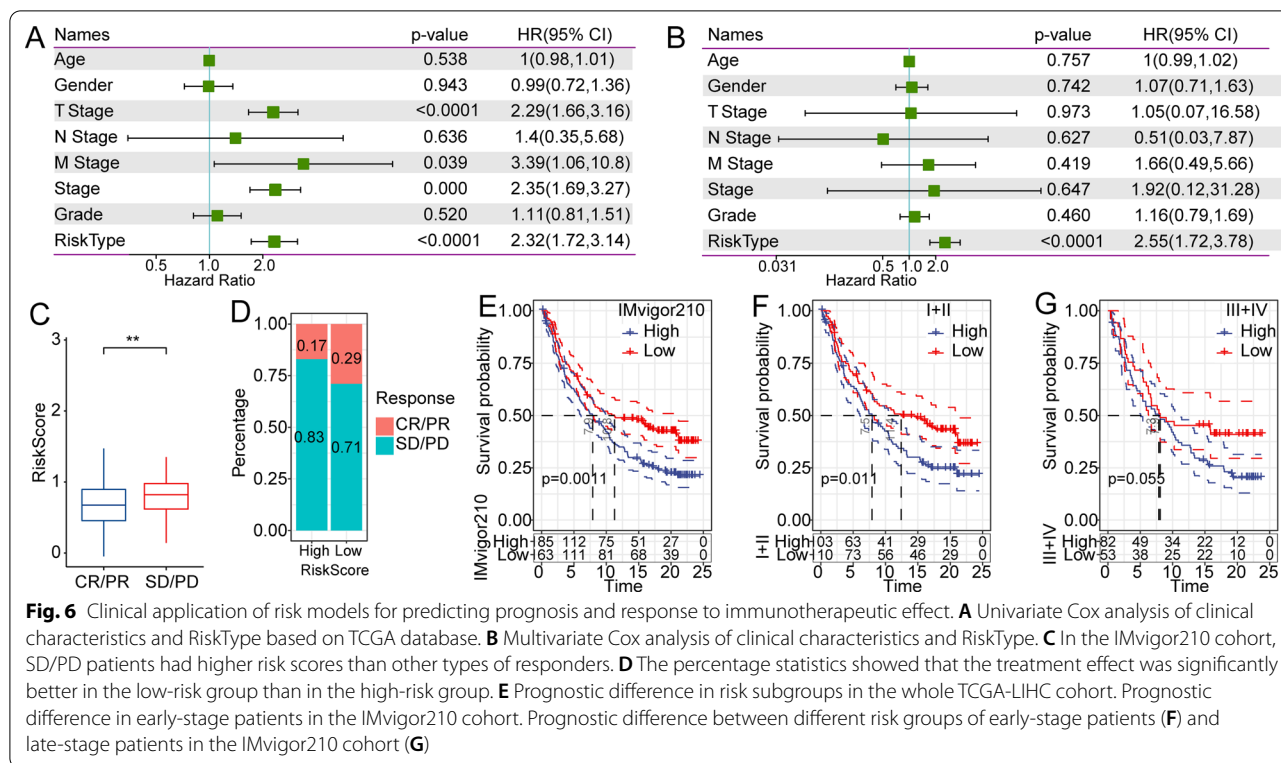 A
Names p-value HR(95% CI)
Age 0.538 1(0.98,1.01)
Gender 0.943 0.99(0.72,1.36)
T Stage <0.0001 2.29(1.66,3.16)
N Stage 0.636 1.4(0.35,5.68)
M Stage 0.039 3.39(1.06,10.8)
Stage 0.000 2.35(1.69,3.27)
Grade 0.520 1.11(0.81,1.51)
RiskType <0.0001 2.32(1.72,3.14)
0.5 1.0 2.0
Hazard Ratio
B
Names p-value HR(95% CI)
Age 0.757 1(0.99,1.02)
Gender 0.742 1.07(0.71,1.63)
T Stage 0.973 1.05(0.07,16.58)
N Stage 0.627 0.51(0.03,7.87)
M Stage 0.419 1.66(0.49,5.66)
Stage 0.647 1.92(0.12,31.28)
Grade 0.460 1.16(0.79,1.69)
RiskType <0.0001 2.55(1.72,3.78)
0.031 0.5 1.0 2.0
Hazard Ratio
C
RiskScore
3
2
1
0
**
CR/PR SD/PD
D
Percentage
1.00
0.75
0.50
0.25
0.00
0.17 0.29
0.83 0.71
High Low
RiskScore
Response
CR/PR
SD/PD
E
IMvigor210
High
Low
Survival probability
1.00
0.75
0.50
0.25
0.00
p=0.0011
IMvigor210
High 85 112 75 51 27 0
Low 63 111 81 68 39 0
0 5 10 15 20 25
Time
F
I+II
High
Low
Survival probability
1.00
0.75
0.50
0.25
0.00
p=0.011
I+II
High 03 63 41 29 15 0
Low 10 73 56 46 29 0
0 5 10 15 20 25
Time
G
III+IV
High
Low
Survival probability
1.00
0.75
0.50
0.25
0.00
p=0.055
III+IV
High 82 49 34 22 12 0
Low 53 38 25 22 10 0
0 5 10 15 20 25
Time
Fig. 6 Clinical application of risk models for predicting prognosis and response to immunotherapeutic effect. A Univariate Cox analysis of clinical
characteristics and RiskType based on TCGA database. B Multivariate Cox analysis of clinical characteristics and RiskType. C In the IMvigor210 cohort,
SD/PD patients had higher risk scores than other types of responders. D The percentage statistics showed that the treatment effect was significantly
better in the low-risk group than in the high-risk group. E Prognostic difference in risk subgroups in the whole TCGA-LIHC cohort. Prognostic
difference in early-stage patients in the IMvigor210 cohort. Prognostic difference between different risk groups of early-stage patients (F) and
late-stage patients in the IMvigor210 cohort (G)